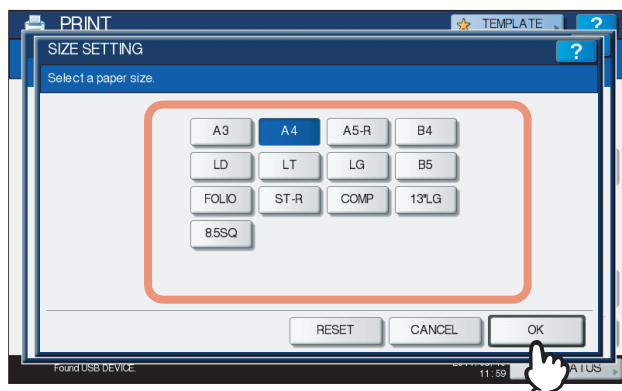 PRINT TEMPLATE ?
SIZE SETTING ?
Select a paper size.
A3 A4 A5-R B4
LD LT LG B5
FOLIO ST-R COMP 13"LG
8.5SQ
RESET CANCEL OK
Found USB DEVICE.
11:59